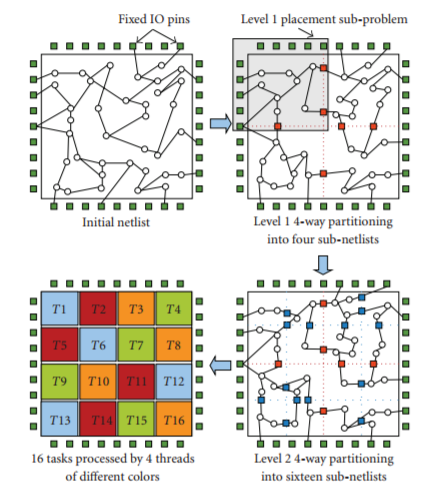 Fixed IO pins
Level 1 placement sub-problem
Initial netlist
Level 1 4-way partitioning
into four sub-netlists
T1 T2 T3 T4
T5 T6 T7 T8
T9 T10 T11 T12
T13 T14 T15 T16
16 tasks processed by 4 threads
of different colors
Level 2 4-way partitioning
into sixteen sub-netlists